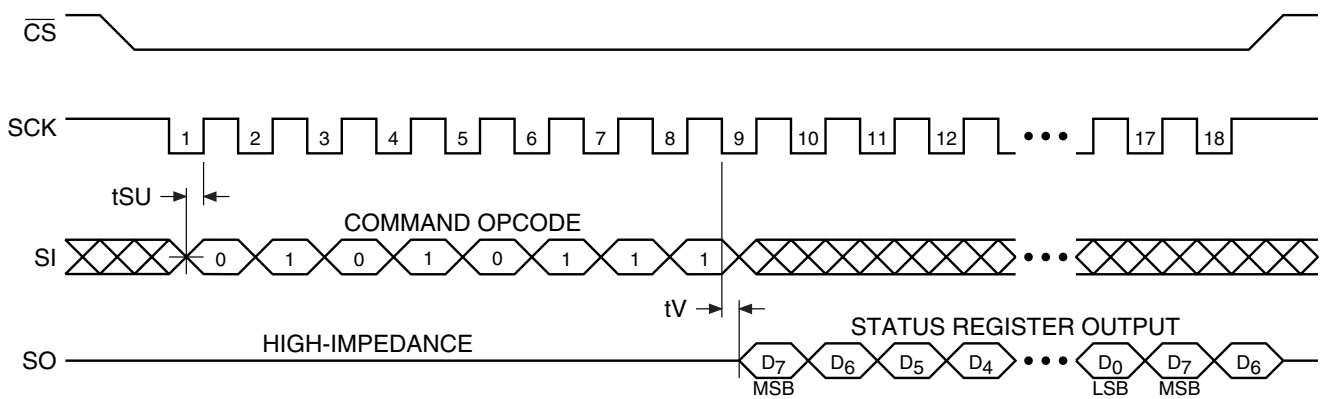 CS
SCK 1 2 3 4 5 6 7 8 9 10 11 12 17 18
tSU
COMMAND OPCODE
SI 0 1 0 1 0 1 1 1
tV
HIGH-IMPEDANCE
STATUS REGISTER OUTPUT
SO D7 D6 D5 D4 D0 D7 D6
MSB LSB MSB